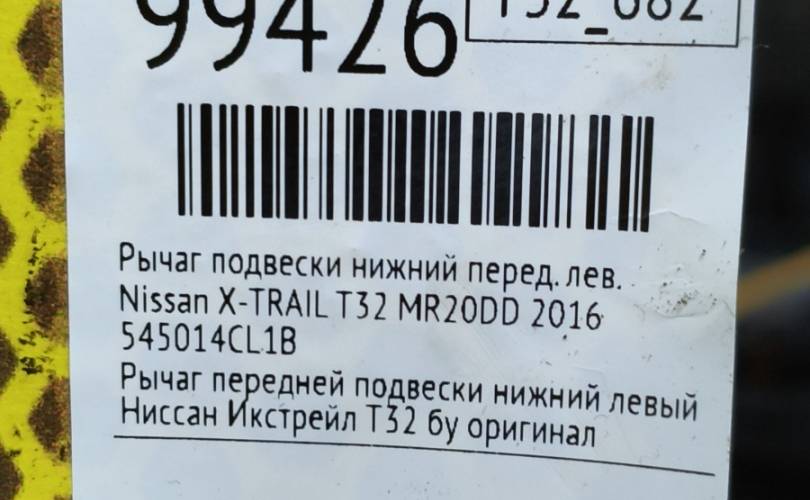 99426
T32_682
Рычаг подвески нижний перед. лев.
Nissan X-TRAIL T32 MR20DD 2016
545014CL1B
Рычаг передней подвески нижний левый
Ниссан Икстрейл Т32 бу оригинал